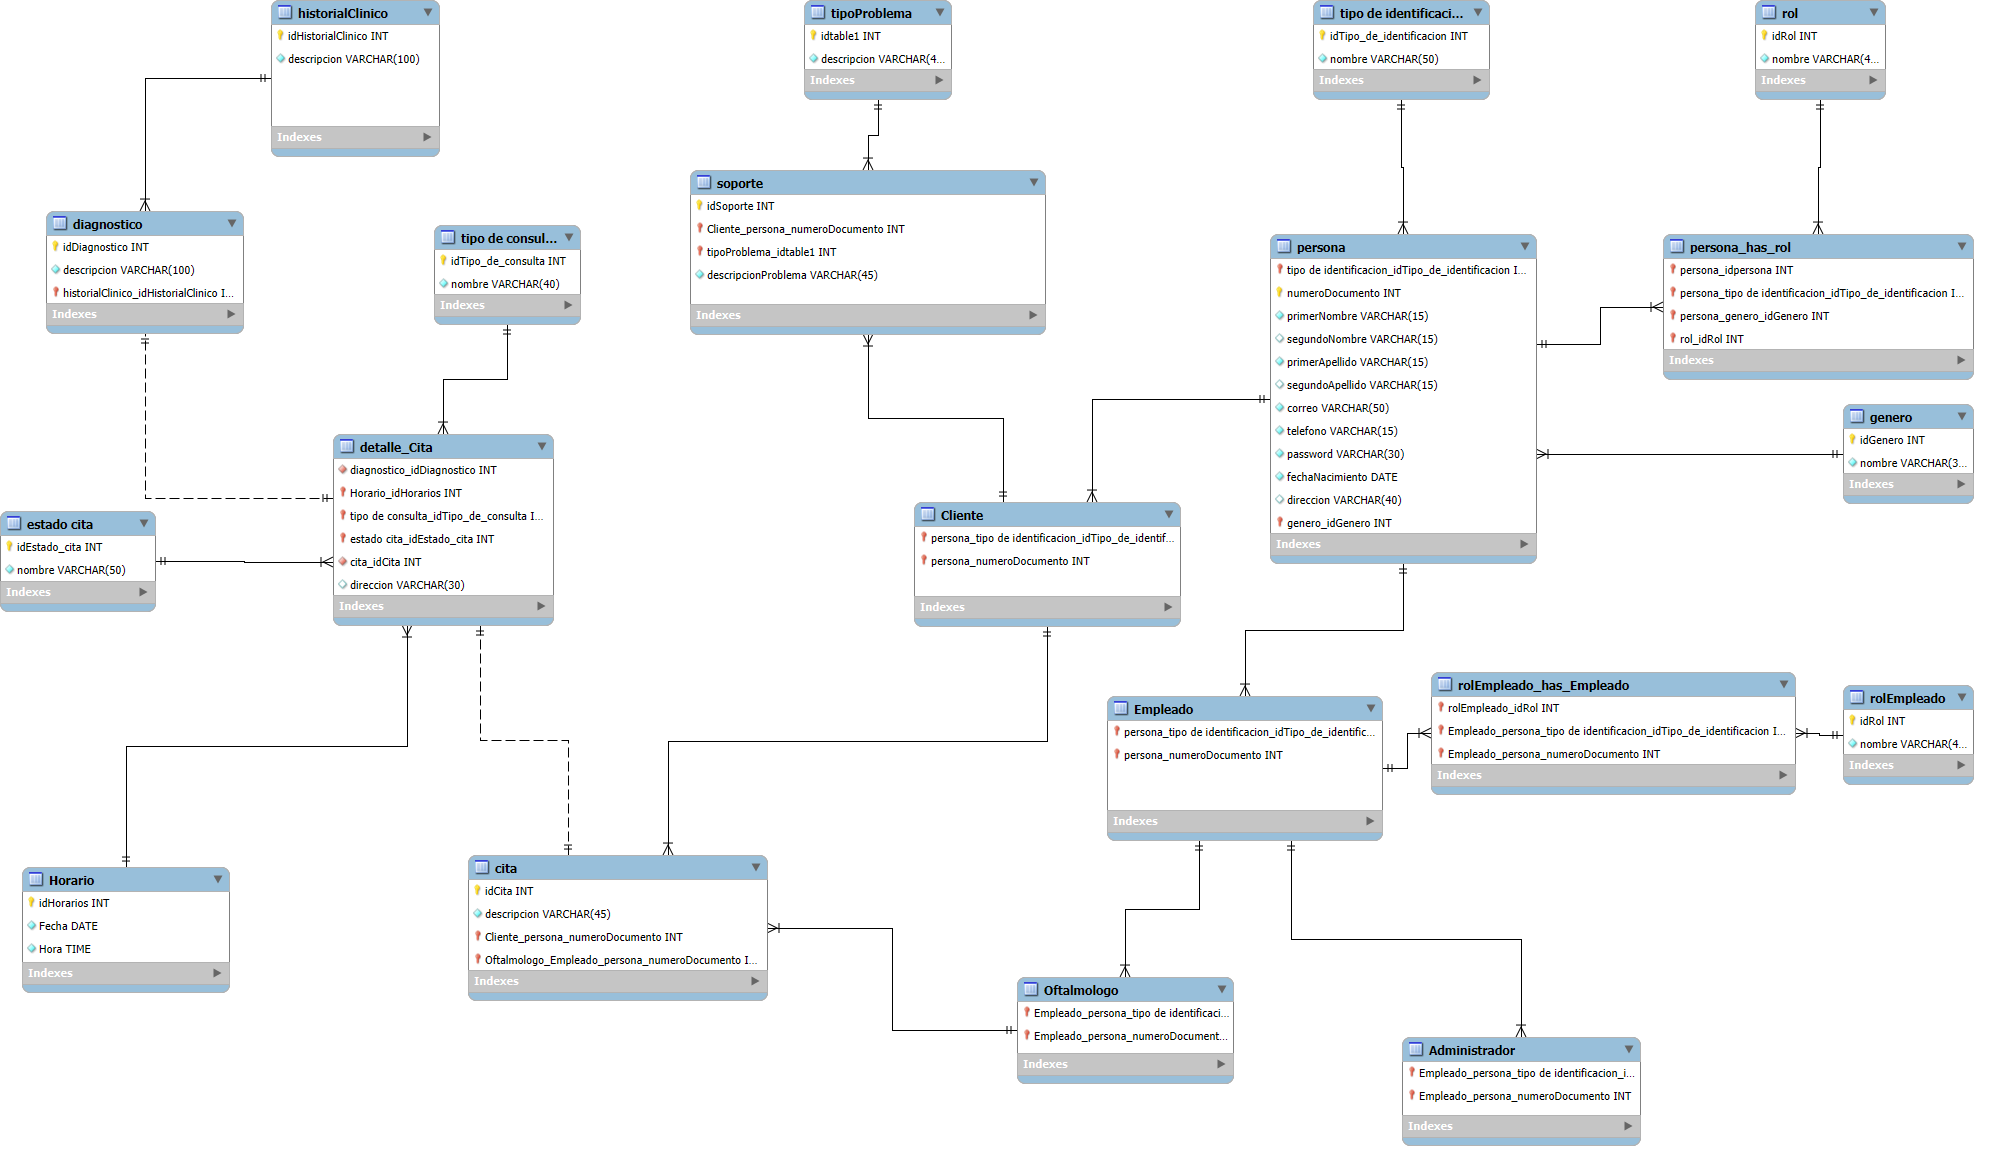 historialClinico
idHistorialClinico INT
descripcion VARCHAR(100)
Indexes
tipoProblema
idtable1 INT
descripcion VARCHAR(4...
Indexes
tipo de identificaci...
idTipo_de_identificacion INT
nombre VARCHAR(50)
Indexes
rol
idRol INT
nombre VARCHAR(4...
Indexes
diagnostico
idDiagnostico INT
descripcion VARCHAR(100)
historialClinico_idHistorialClinico I...
Indexes
tipo de consul...
idTipo_de_consulta INT
nombre VARCHAR(40)
Indexes
soporte
idSoporte INT
Cliente_persona_numeroDocumento INT
tipoProblema_idtable1 INT
descripcionProblema VARCHAR(45)
Indexes
persona
tipo de identificacion_idTipo_de_identificacion I...
numeroDocumento INT
primerNombre VARCHAR(15)
segundoNombre VARCHAR(15)
primerApellido VARCHAR(15)
segundoApellido VARCHAR(15)
correo VARCHAR(50)
telefono VARCHAR(15)
password VARCHAR(30)
fechaNacimiento DATE
direccion VARCHAR(40)
genero_idGenero INT
Indexes
persona_has_rol
persona_idpersona INT
persona_tipo de identificacion_idTipo_de_identificacion I...
persona_genero_idGenero INT
rol_idRol INT
Indexes
genero
idGenero INT
nombre VARCHAR(3...
Indexes
detalle_Cita
diagnostico_idDiagnostico INT
Horario_idHorarios INT
tipo de consulta_idTipo_de_consulta I...
estado cita_idEstado_cita INT
cita_idCita INT
direccion VARCHAR(30)
Indexes
estado cita
idEstado_cita INT
nombre VARCHAR(50)
Indexes
Cliente
persona_tipo de identificacion_idTipo_de_identif...
persona_numeroDocumento INT
Indexes
Empleado
persona_tipo de identificacion_idTipo_de_identific...
persona_numeroDocumento INT
Indexes
rolEmpleado_has_Empleado
rolEmpleado_idRol INT
Empleado_persona_tipo de identificacion_idTipo_de_identificacion I...
Empleado_persona_numeroDocumento INT
Indexes
rolEmpleado
idRol INT
nombre VARCHAR(4...
Indexes
Horario
idHorarios INT
Fecha DATE
Hora TIME
Indexes
cita
idCita INT
descripcion VARCHAR(45)
Cliente_persona_numeroDocumento INT
Oftalmologo_Empleado_persona_numeroDocumento I...
Indexes
Oftalmologo
Empleado_persona_tipo de identificaci...
Empleado_persona_numeroDocument...
Indexes
Administrador
Empleado_persona_tipo de identificacion_i...
Empleado_persona_numeroDocumento INT
Indexes